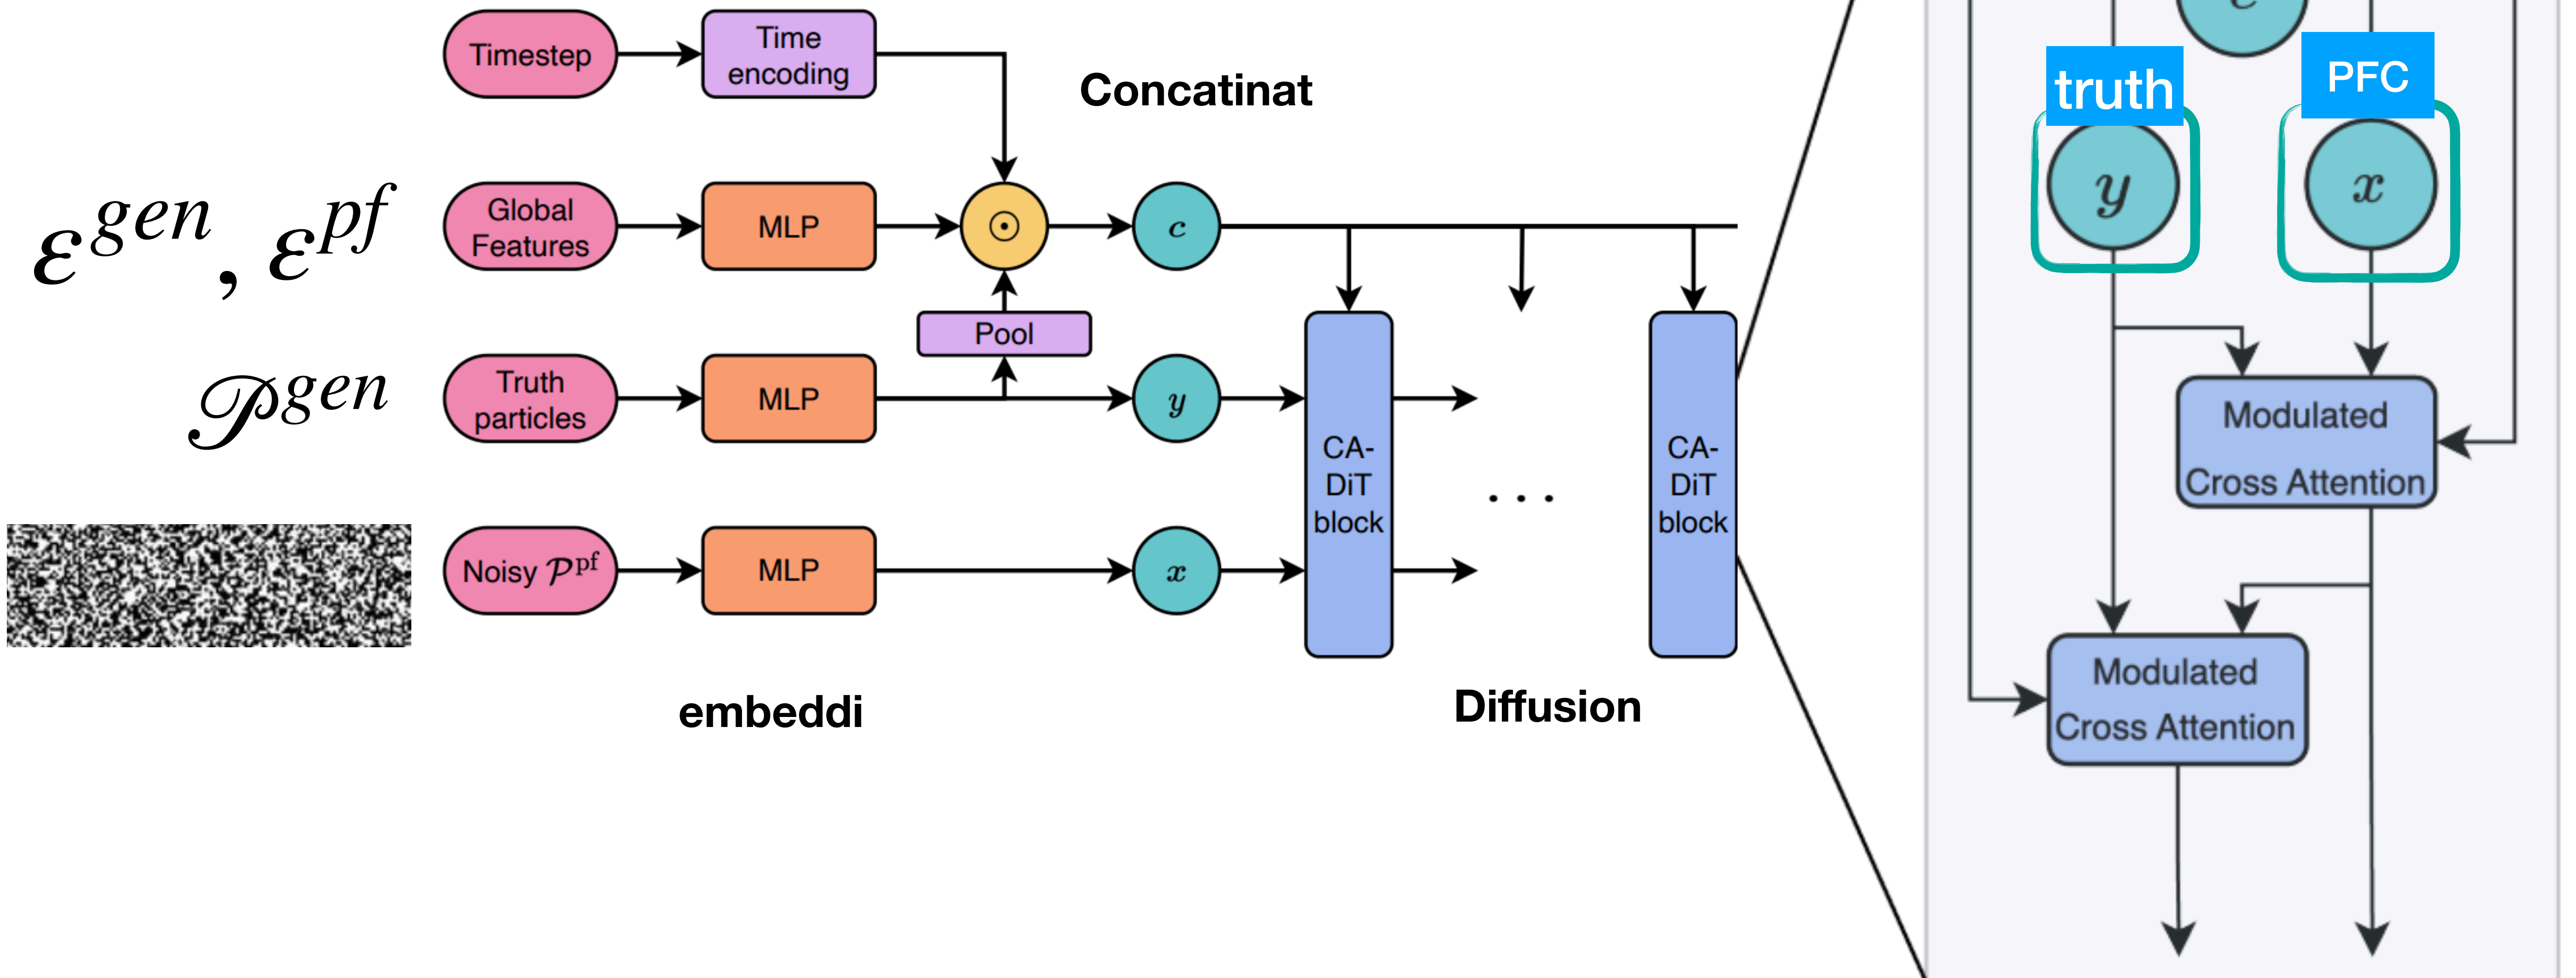 Timestep
Time
encoding
Concatinat
ε^gen, ε^pf
Global
Features
MLP
⊙
c
Pool
𝒫^gen
Truth
particles
MLP
y
Noisy 𝒫^pf
MLP
x
CA-
DiT
block
. . .
CA-
DiT
block
embeddi
Diffusion
c
truth
PFC
y
x
Modulated
Cross Attention
Modulated
Cross Attention